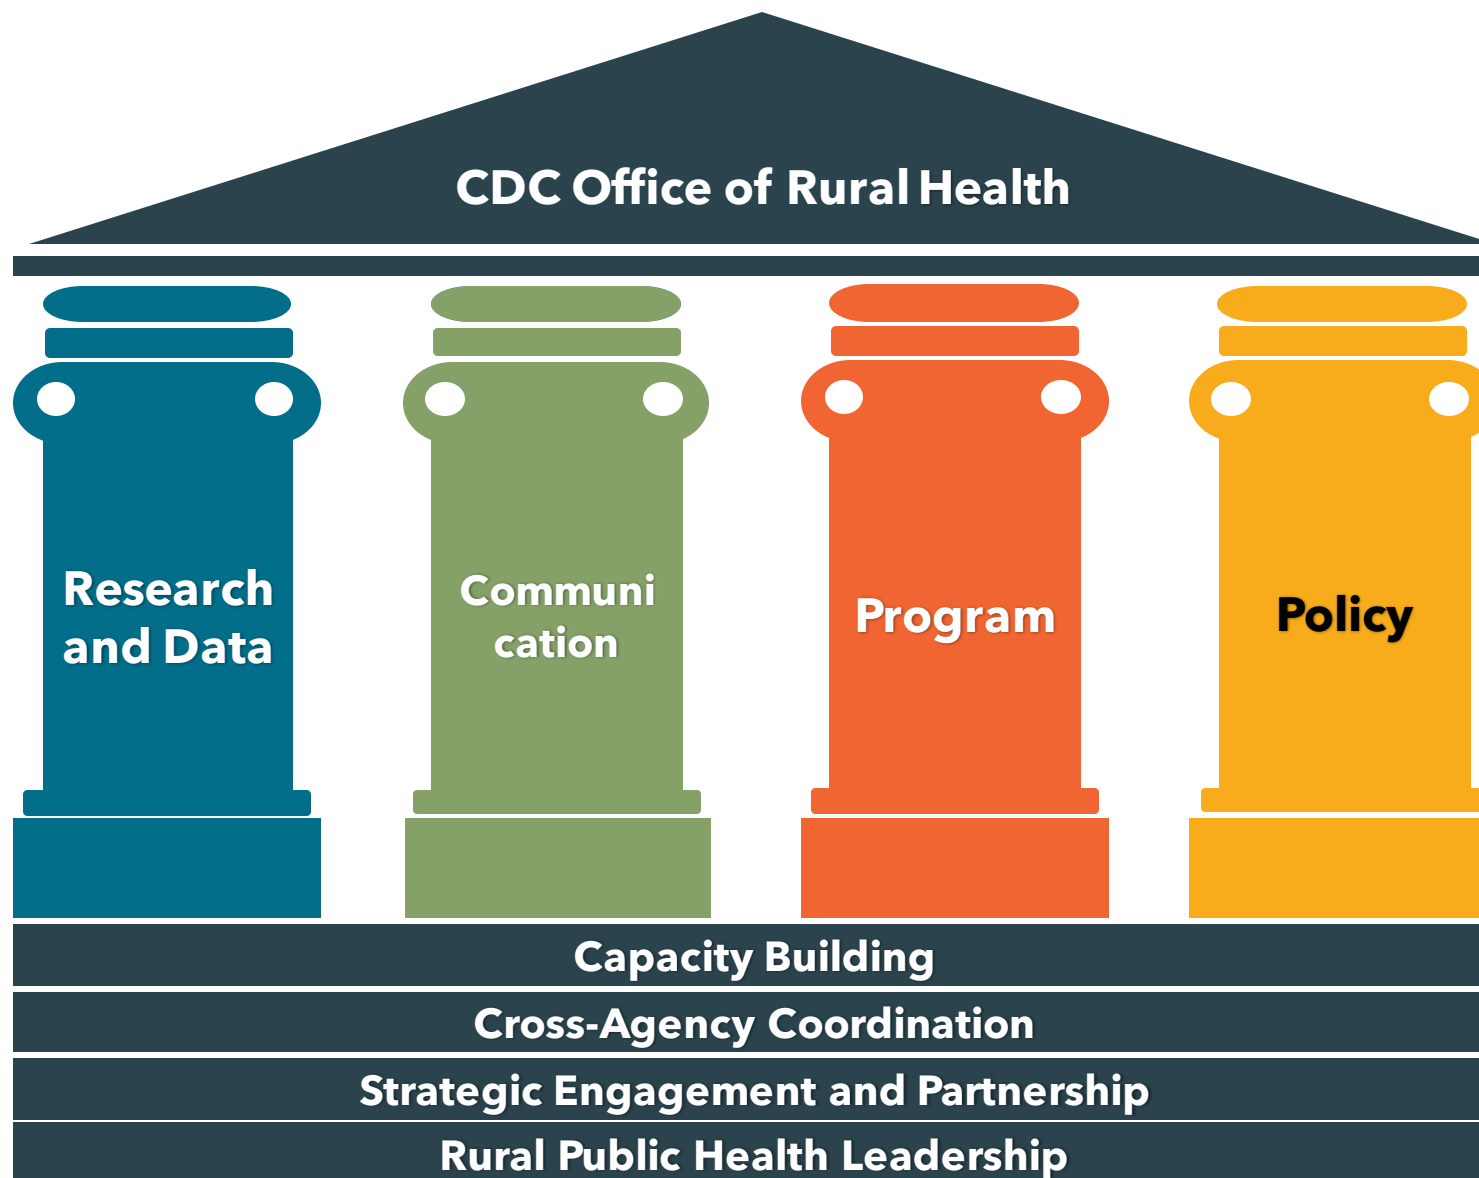 CDC Office of Rural Health
Research
and Data
Communi
cation
Program
Policy
Capacity Building
Cross-Agency Coordination
Strategic Engagement and Partnership
Rural Public Health Leadership